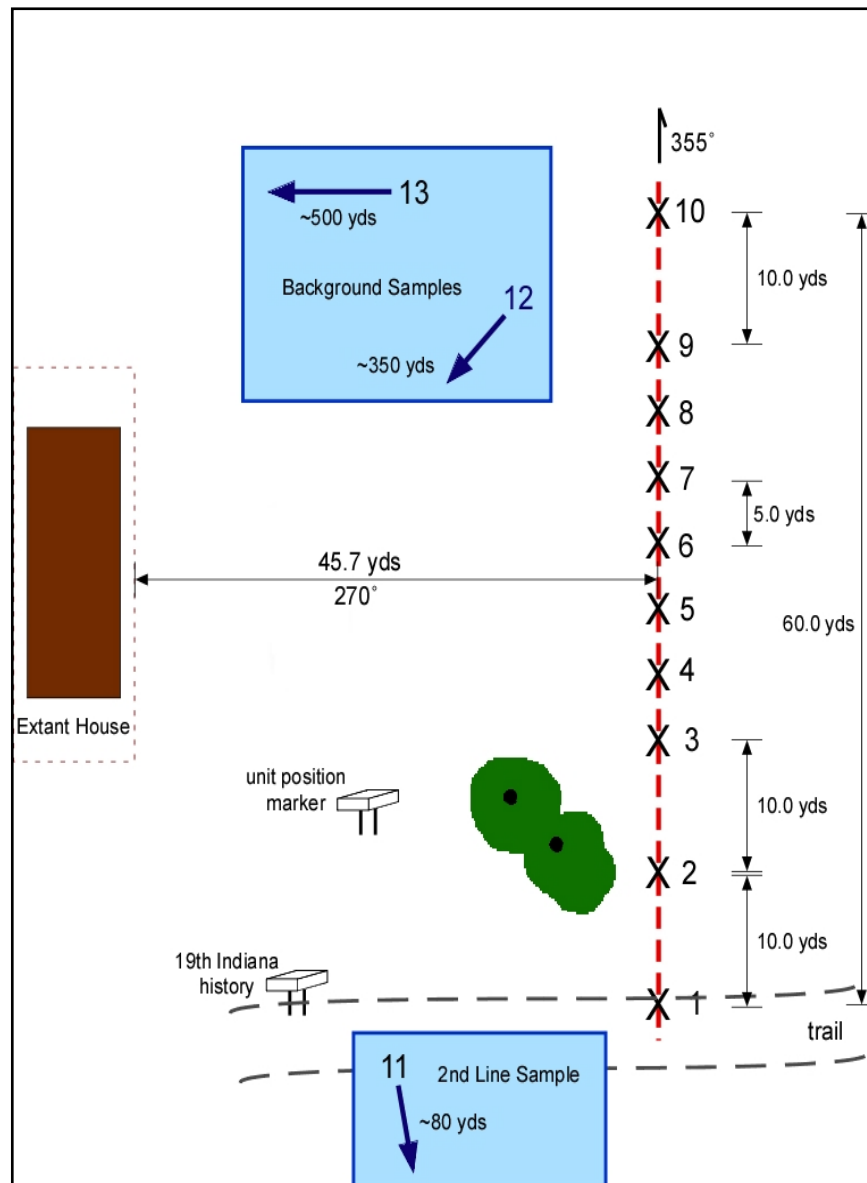 355°
13
~500 yds
Background Samples
12
~350 yds
10
10.0 yds
9
8
7
5.0 yds
6
45.7 yds
270°
5
60.0 yds
4
Extant House
3
unit position
marker
10.0 yds
2
10.0 yds
19th Indiana
history
1
trail
11
2nd Line Sample
~80 yds